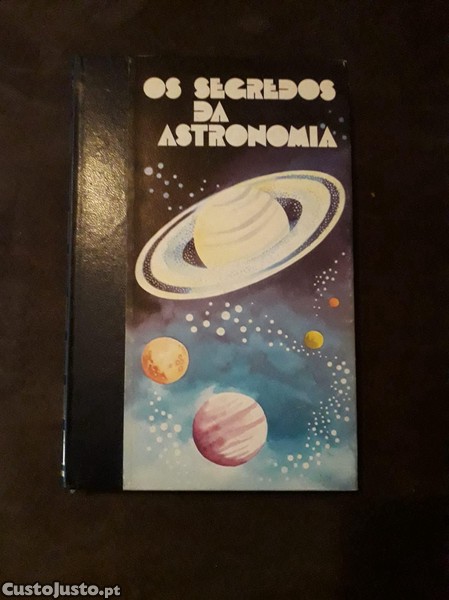 OS SEGREDOS
DA
ASTRONOMIA
CustoJusto.pt